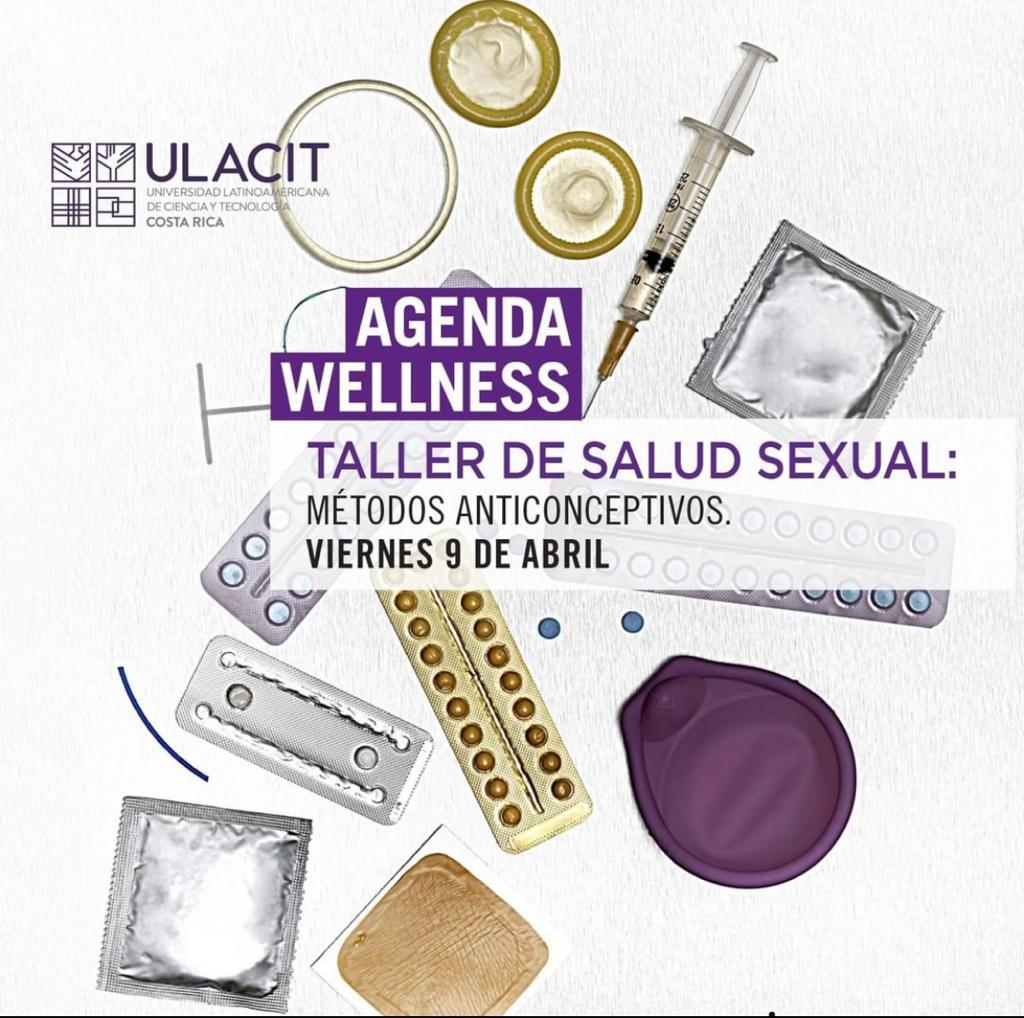 ULACIT
UNIVERSIDAD LATINOAMERICANA
DE CIENCIA Y TECNOLOGÍA
COSTA RICA
AGENDA
WELLNESS
TALLER DE SALUD SEXUAL:
MÉTODOS ANTICONCEPTIVOS.
VIERNES 9 DE ABRIL